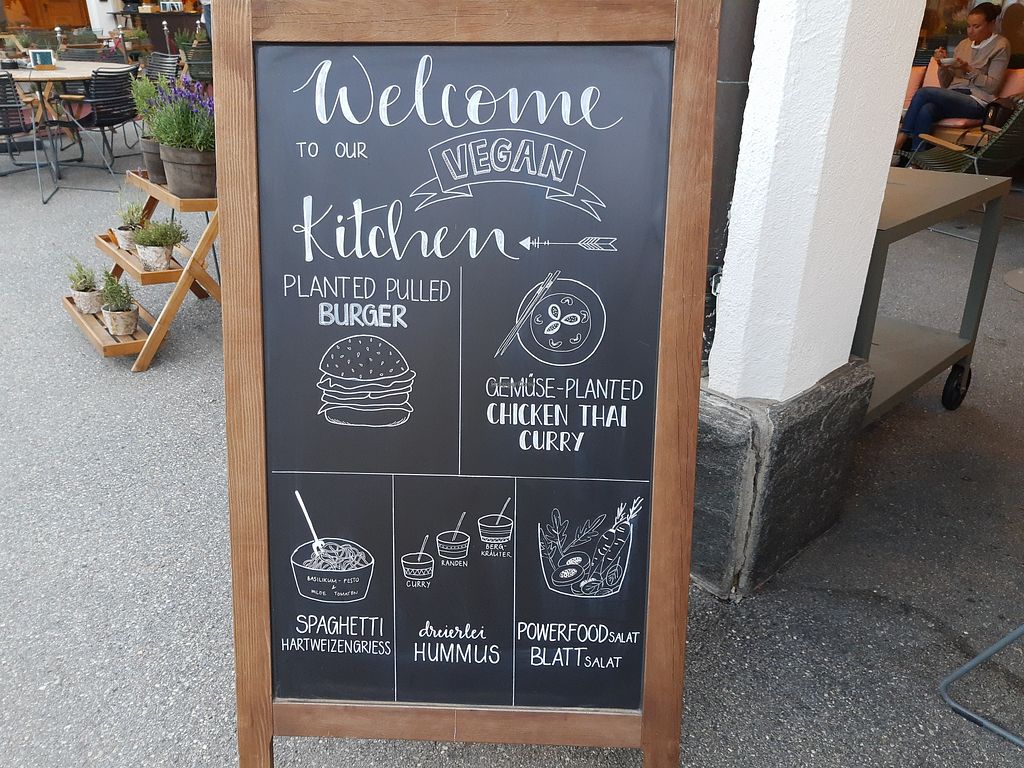 Welcome
TO OUR VEGAN
Kitchen
PLANTED PULLED
BURGER
GEMÜSE-PLANTED
CHICKEN THAI
CURRY
BASILIKUM-PESTO
&
MILDE TOMATEN
SPAGHETTI
HARTWEIZENGRIESS
CURRY
RANDEN
BERG-
KRÄUTER
dreierlei
HUMMUS
POWERFOODSALAT
BLATTSALAT